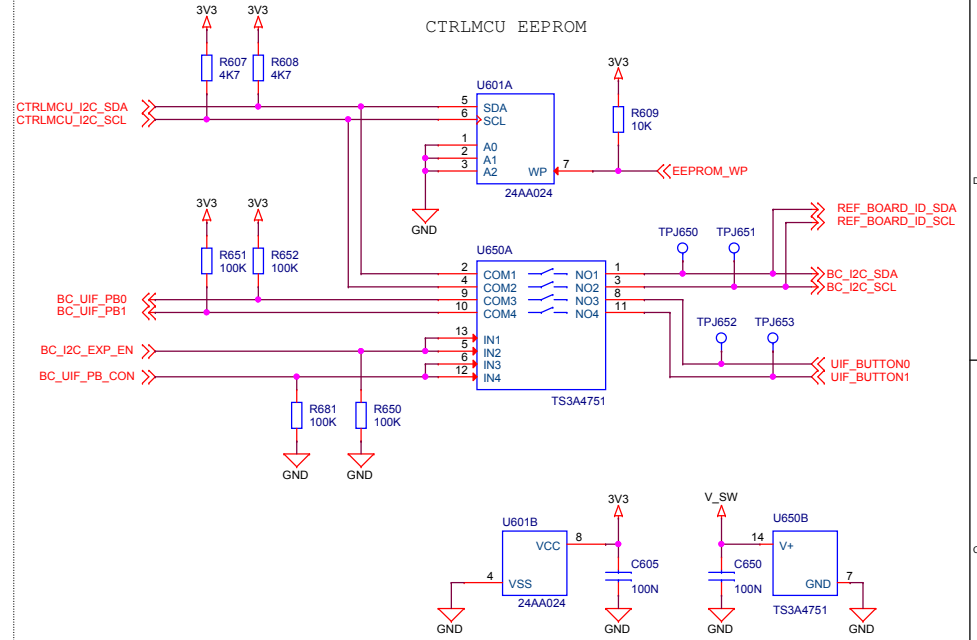 CTRLMCU EEPROM
3V3 3V3
R607 R608
4K7 4K7
U601A
3V3
R609
10K
CTRLMCU_I2C_SDA
CTRLMCU_I2C_SCL
5 SDA
6 SCL
1 A0
2 A1
3 A2
WP 7
EEPROM_WP
24AA024
GND
3V3 3V3
R651 R652
100K 100K
U650A
TPJ650 TPJ651
REF_BOARD_ID_SDA
REF_BOARD_ID_SCL
2 COM1 NO1 1
4 COM2 NO2 3
9 COM3 NO3 8
10 COM4 NO4 11
BC_I2C_SDA
BC_I2C_SCL
BC_UIF_PB0
BC_UIF_PB1
13 IN1
5 IN2
6 IN3
12 IN4
BC_I2C_EXP_EN
BC_UIF_PB_CON
TPJ652 TPJ653
UIF_BUTTON0
UIF_BUTTON1
TS3A4751
R681 R650
100K 100K
GND GND
3V3
V_SW
U601B
VCC 8
4 VSS
24AA024
C605
100N
C650
100N
U650B
14 V+
GND 7
TS3A4751
GND GND GND GND
D
C